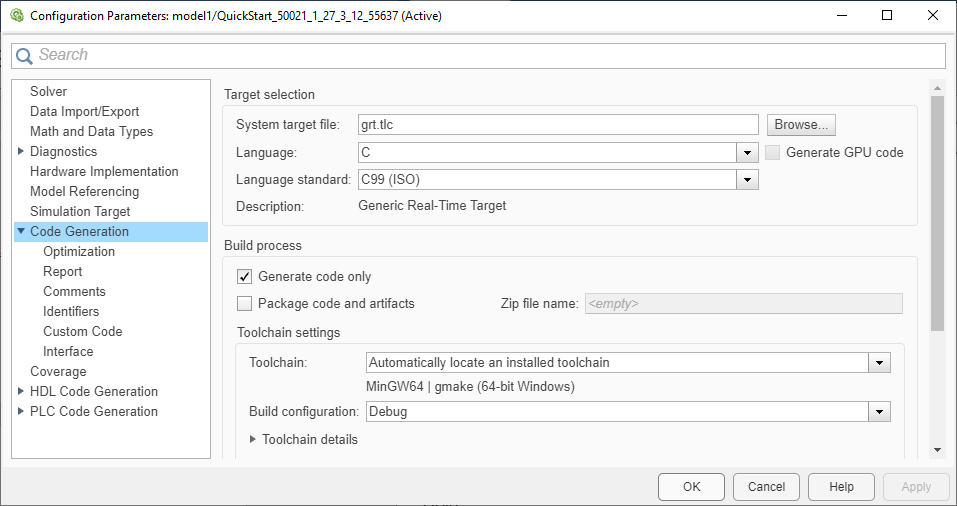 Configuration Parameters: model1/QuickStart_50021_1_27_3_12_55637 (Active)
Search
Solver
Data Import/Export
Math and Data Types
Diagnostics
Hardware Implementation
Model Referencing
Simulation Target
Code Generation
Optimization
Report
Comments
Identifiers
Custom Code
Interface
Coverage
HDL Code Generation
PLC Code Generation
Target selection
System target file: grt.tlc Browse...
Language: C Generate GPU code
Language standard: C99 (ISO)
Description: Generic Real-Time Target
Build process
Generate code only
Package code and artifacts Zip file name: <empty>
Toolchain settings
Toolchain: Automatically locate an installed toolchain
MinGW64 | gmake (64-bit Windows)
Build configuration: Debug
Toolchain details
OK Cancel Help Apply